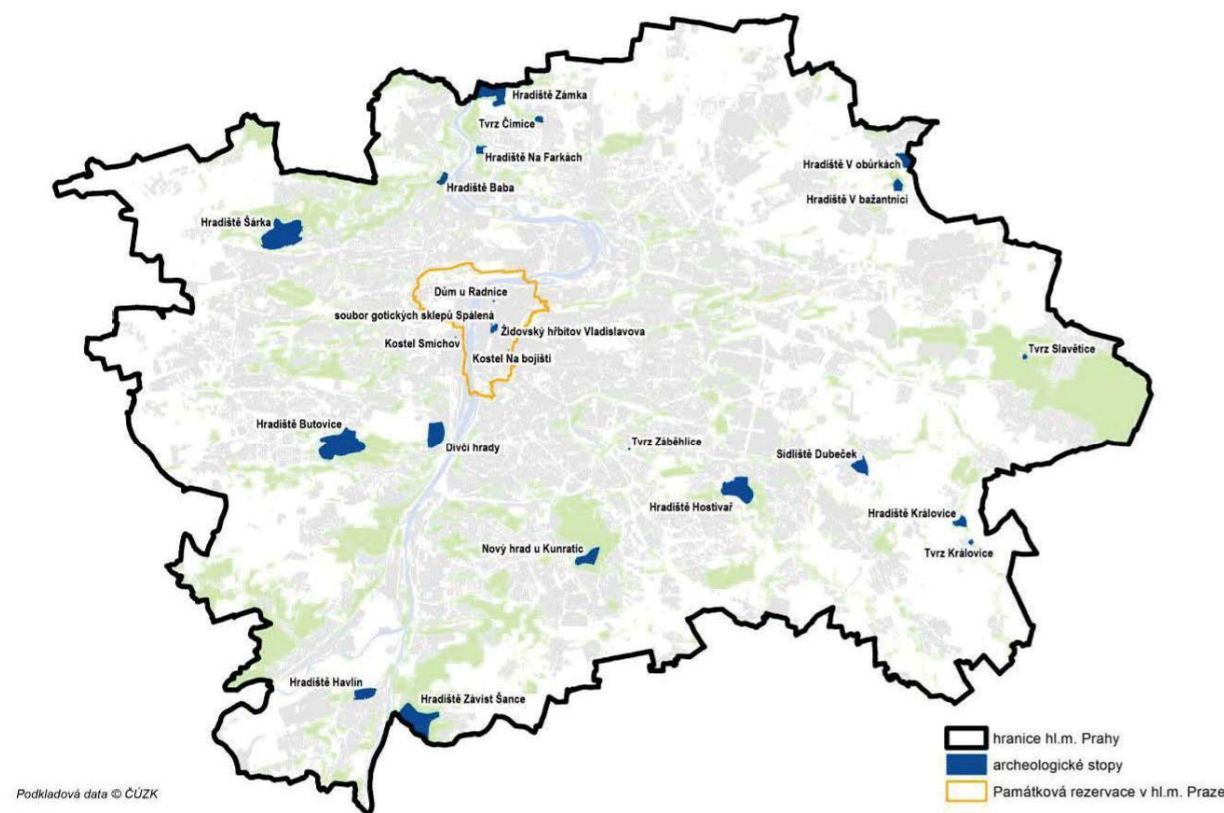 Hradiště Zámka
Tvrz Čimice
Hradiště Na Farkách
Hradiště V obůrkách
Hradiště Baba
Hradiště V bažantnici
Hradiště Šárka
Dům u Radnice
soubor gotických sklepů Spálená
Židovský hřbitov Vladislavova
Kostel Smíchov
Kostel Na bojišti
Tvrz Slavětice
Hradiště Butovice
Dívčí hrady
Tvrz Záběhlice
Sídliště Dubeček
Hradiště Hostivař
Hradiště Královice
Nový hrad u Kunratic
Tvrz Královice
Hradiště Havlín
Hradiště Závist Šance
hranice hl.m. Prahy
archeologické stopy
Památková rezervace v hl.m. Praze
Podkladová data © ČÚZK